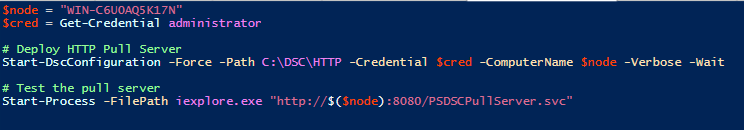 $node = "WIN-C6UOAQ5K17N"
$cred = Get-Credential administrator
# Deploy HTTP Pull Server
Start-DscConfiguration -Force -Path C:\DSC\HTTP -Credential $cred -ComputerName $node -Verbose -Wait
# Test the pull server
Start-Process -FilePath iexplore.exe "http://$($node):8080/PSDSCPullServer.svc"